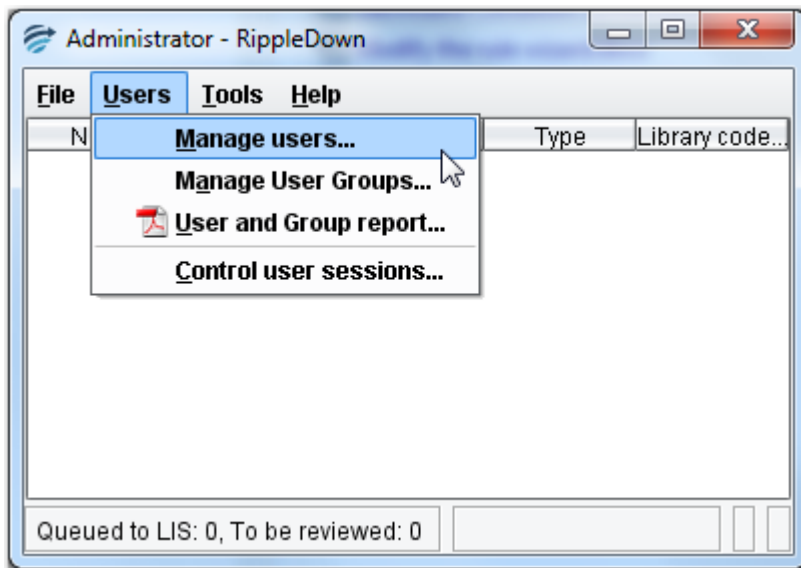 Administrator - RippleDown
File Users Tools Help
N Type Library code...
Manage users...
Manage User Groups...
User and Group report...
Control user sessions...
Queued to LIS: 0, To be reviewed: 0